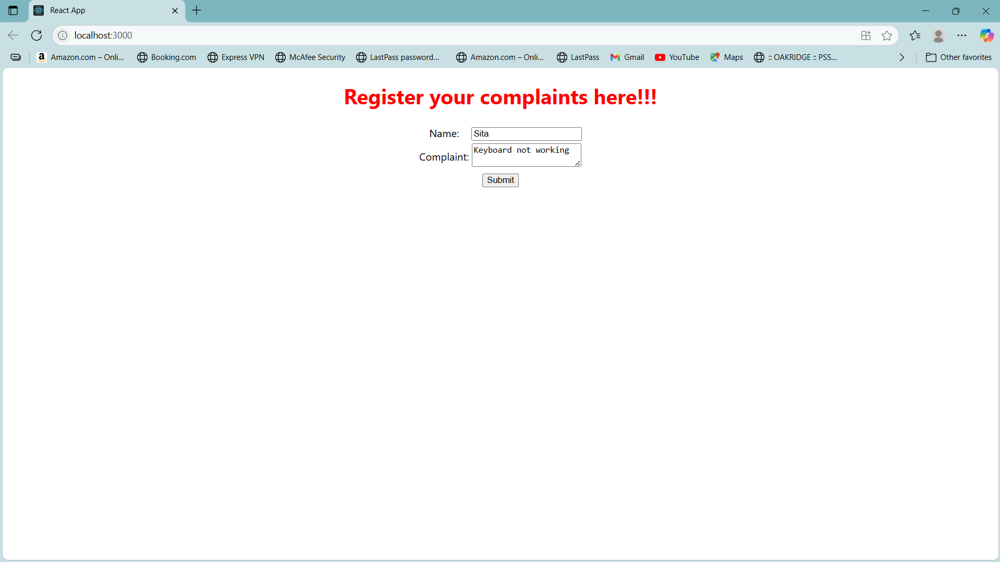 React App
localhost:3000
Amazon.com – Onli... Booking.com Express VPN McAfee Security LastPass password... Amazon.com – Onli... LastPass Gmail YouTube Maps :: OAKRIDGE :: PSS... Other favorites
Register your complaints here!!!
Name: Sita
Complaint: Keyboard not working
Submit